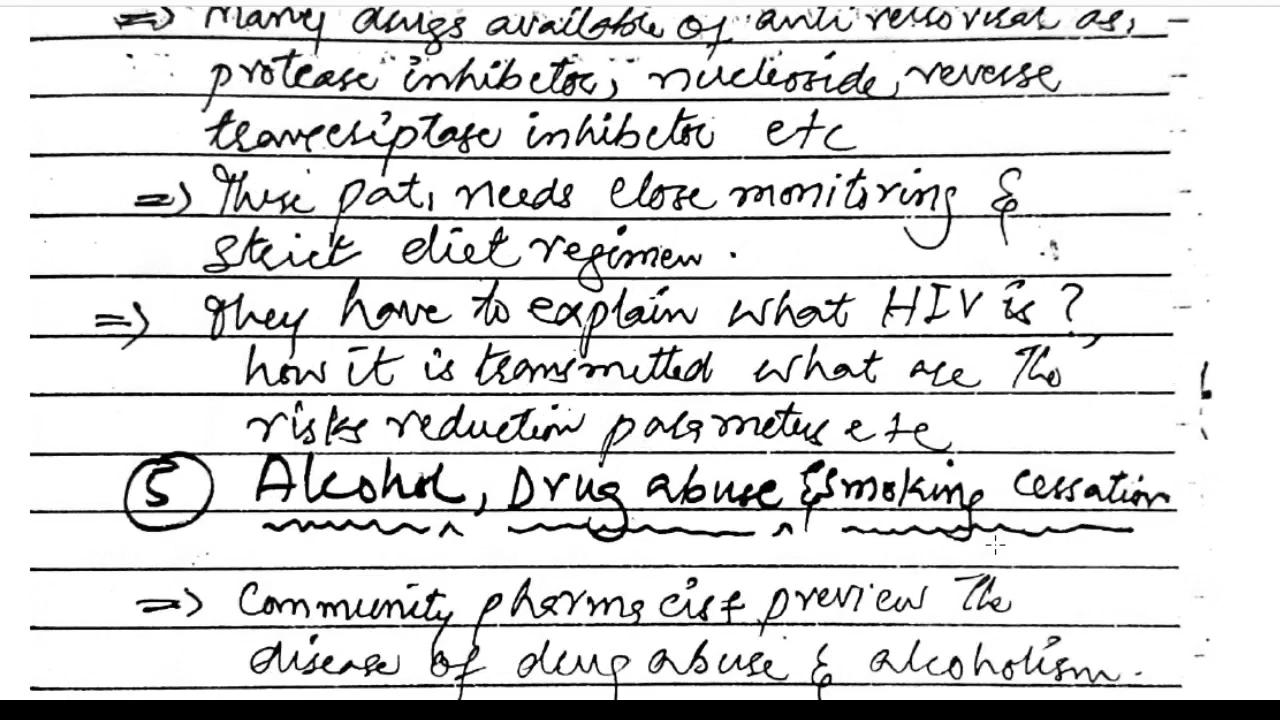 => Many drugs available of anti retroviral as,
protease inhibetor, nucleoside, reverse
transcriptase inhibetor etc
=> These pat, needs close monitoring &
strict diet regimen.
=> They have to explain what HIV is?,
how it is transmitted what are the
risks reduction parameters etc
5 Alcohol, Drug abuse & smoking cessation
=> Community pharmacist preview the
disease of drug abuse & alcoholism.